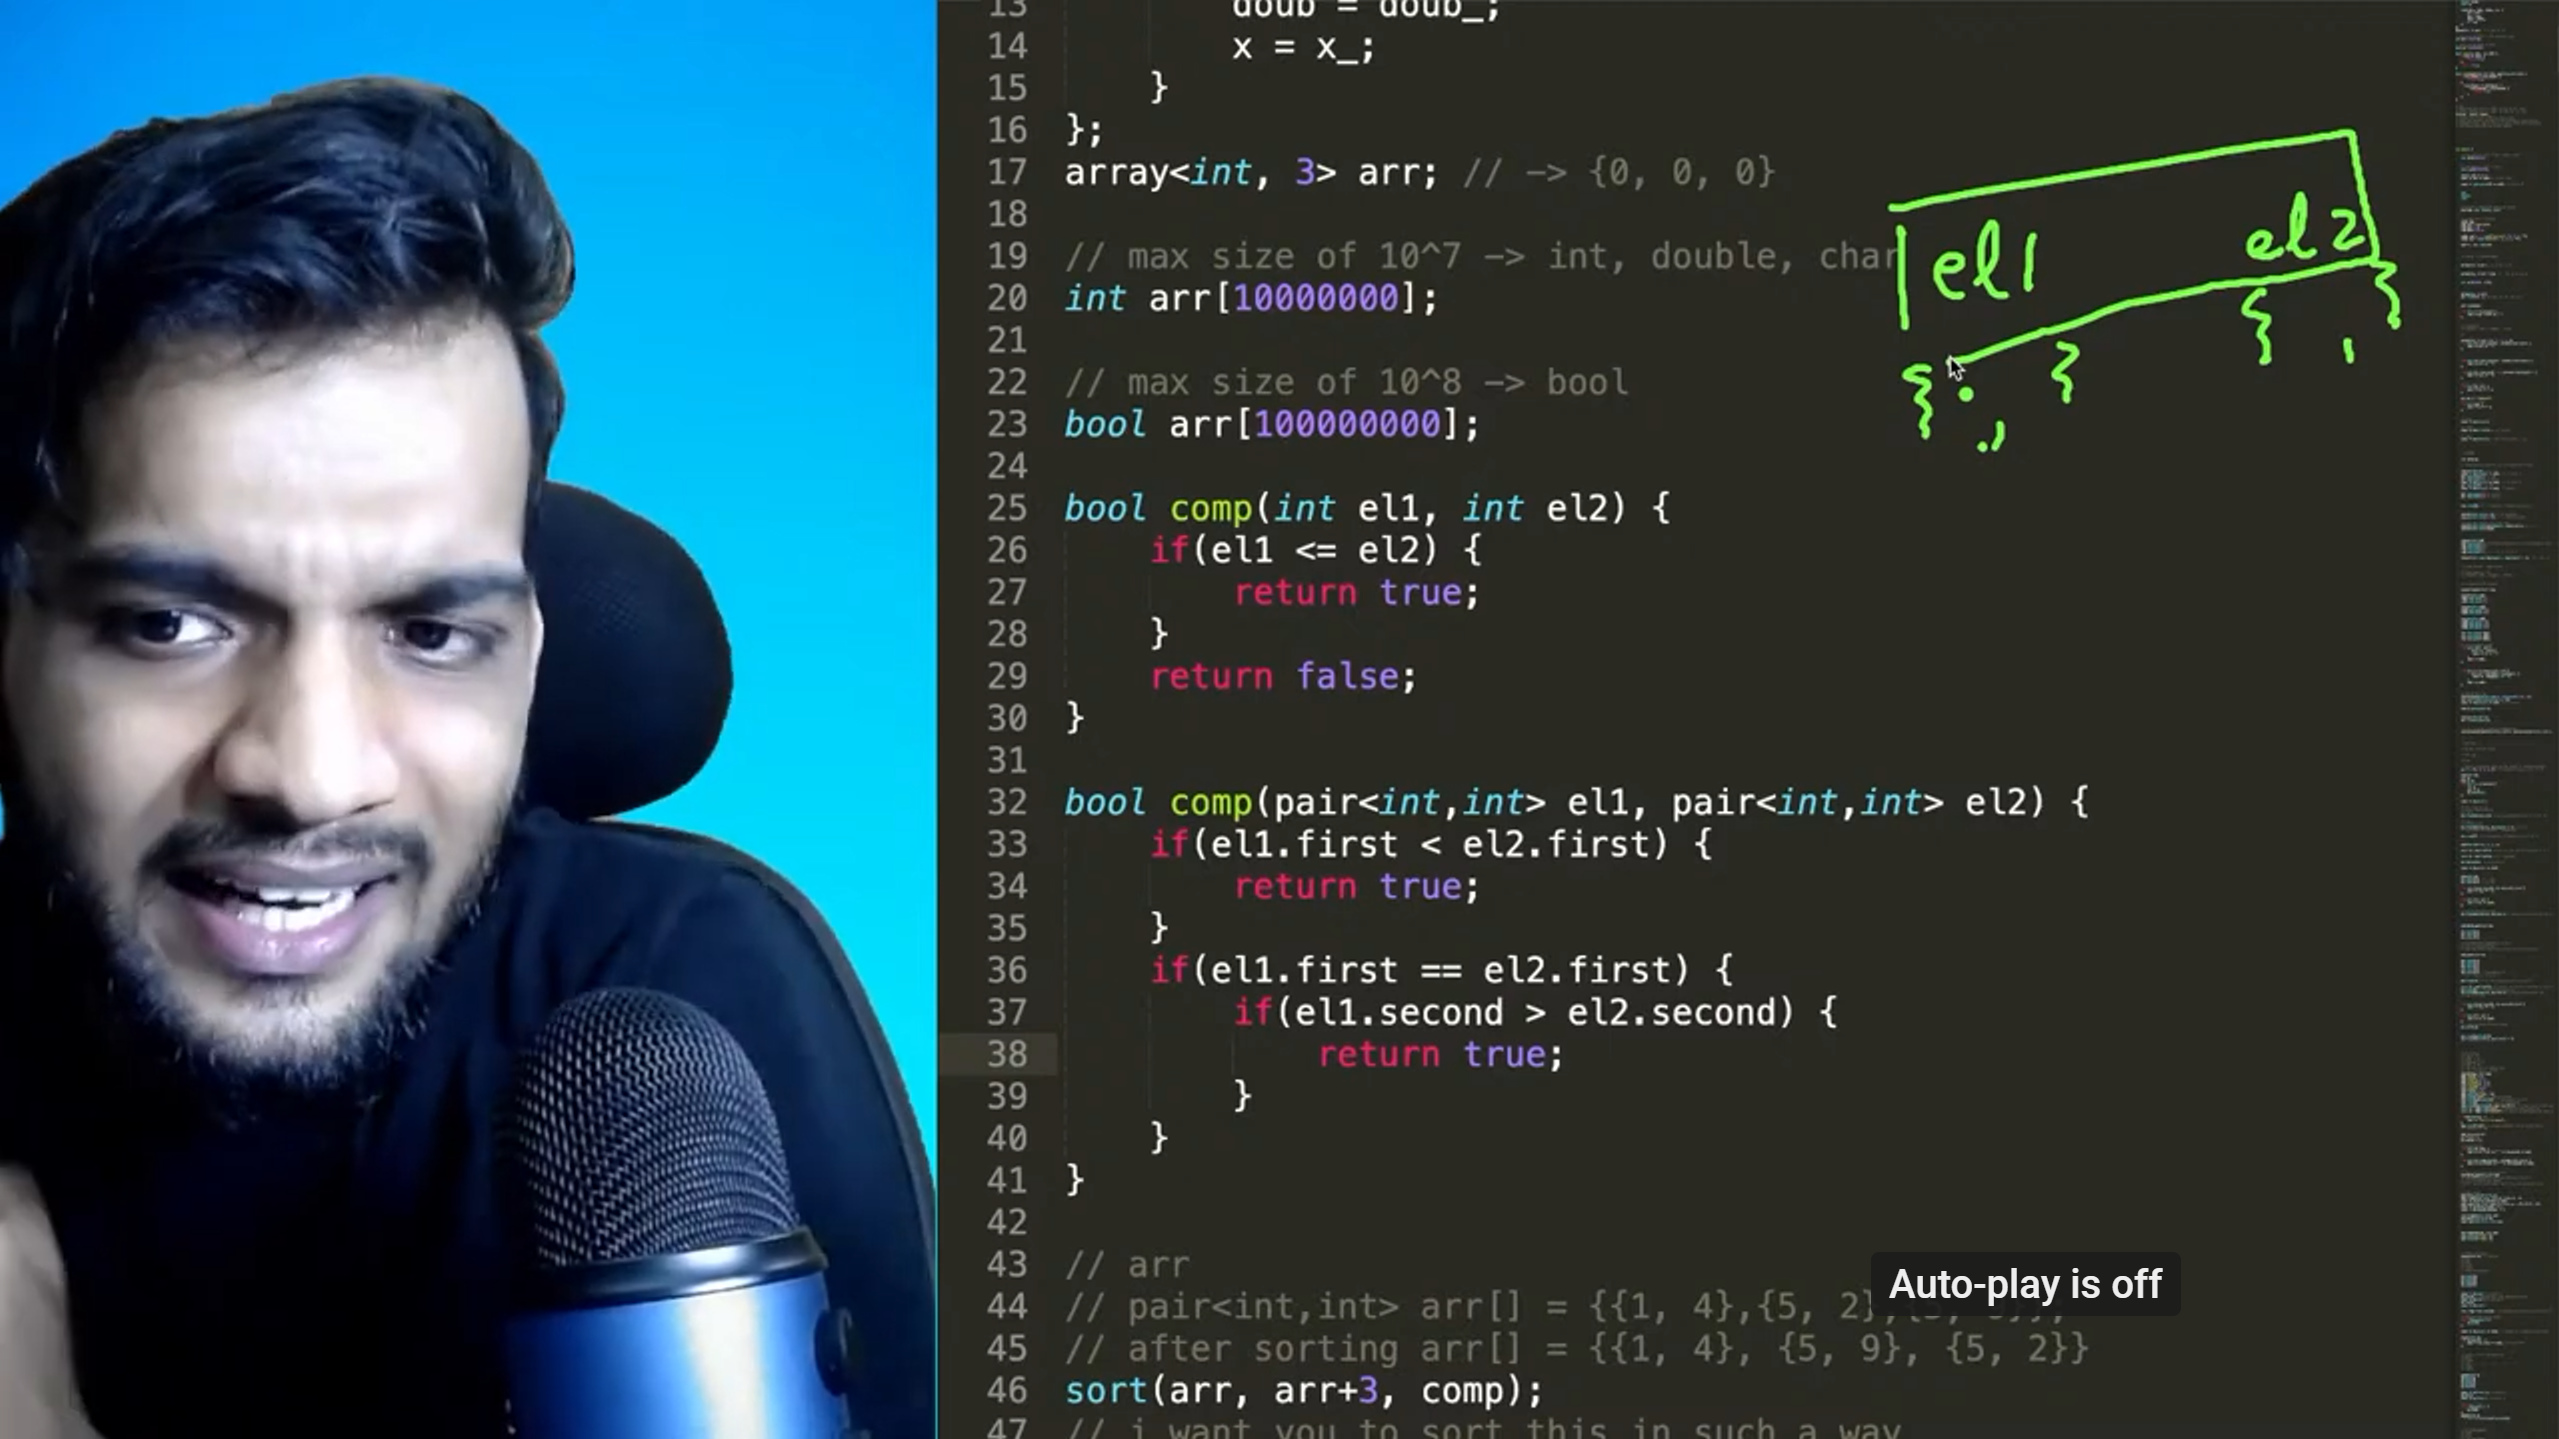 13 doub = doub_;
14 x = x_;
15 }
16 };
17 array<int, 3> arr; // -> {0, 0, 0}
18
19 // max size of 10^7 -> int, double, char
20 int arr[10000000];
21
22 // max size of 10^8 -> bool
23 bool arr[100000000];
24
25 bool comp(int el1, int el2) {
26 if(el1 <= el2) {
27 return true;
28 }
29 return false;
30 }
31
32 bool comp(pair<int,int> el1, pair<int,int> el2) {
33 if(el1.first < el2.first) {
34 return true;
35 }
36 if(el1.first == el2.first) {
37 if(el1.second > el2.second) {
38 return true;
39 }
40 }
41 }
42
43 // arr
44 // pair<int,int> arr[] = {{1, 4},{5, 2}
45 // after sorting arr[] = {{1, 4}, {5, 9}, {5, 2}}
46 sort(arr, arr+3, comp);
47 // i want you to sort this in such a way
el1 el2
{ , } { , }
Auto-play is off